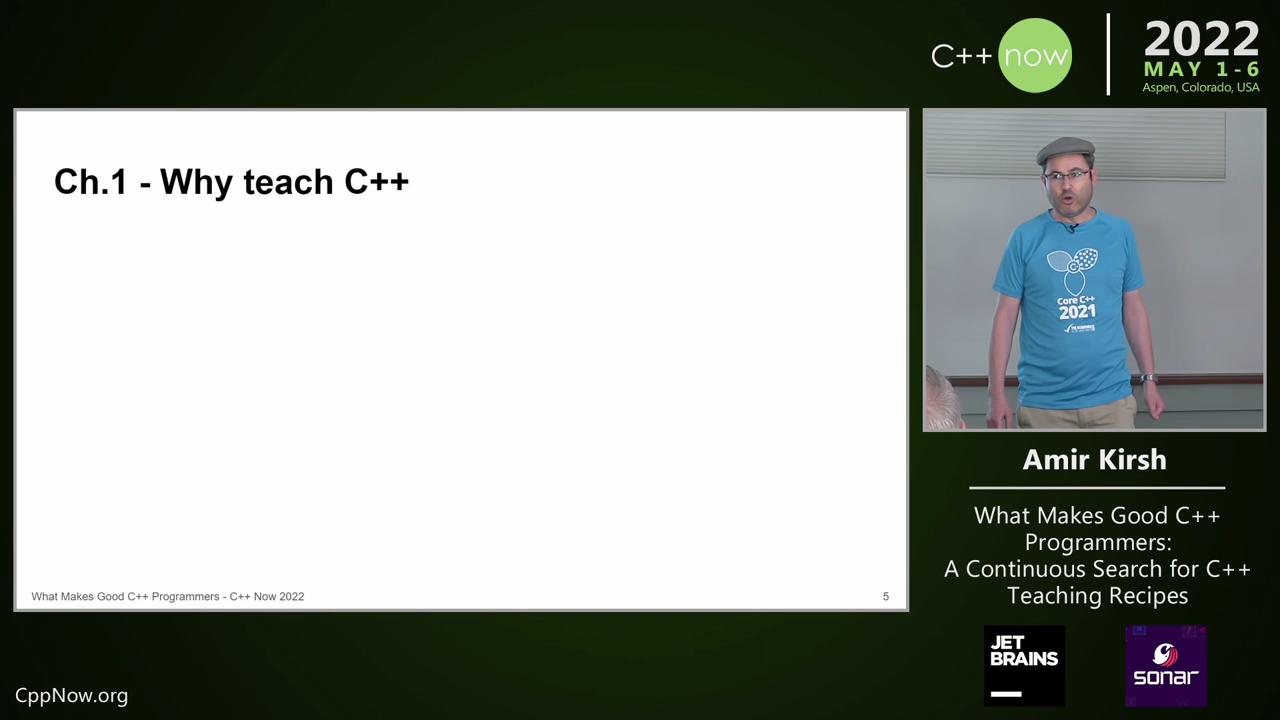 C++ now
2022
MAY 1-6
Aspen, Colorado, USA
Ch.1 - Why teach C++
What Makes Good C++ Programmers - C++ Now 2022
5
C
Core C++
2021
Amir Kirsh
What Makes Good C++
Programmers:
A Continuous Search for C++
Teaching Recipes
JET
BRAINS
sonar
CppNow.org